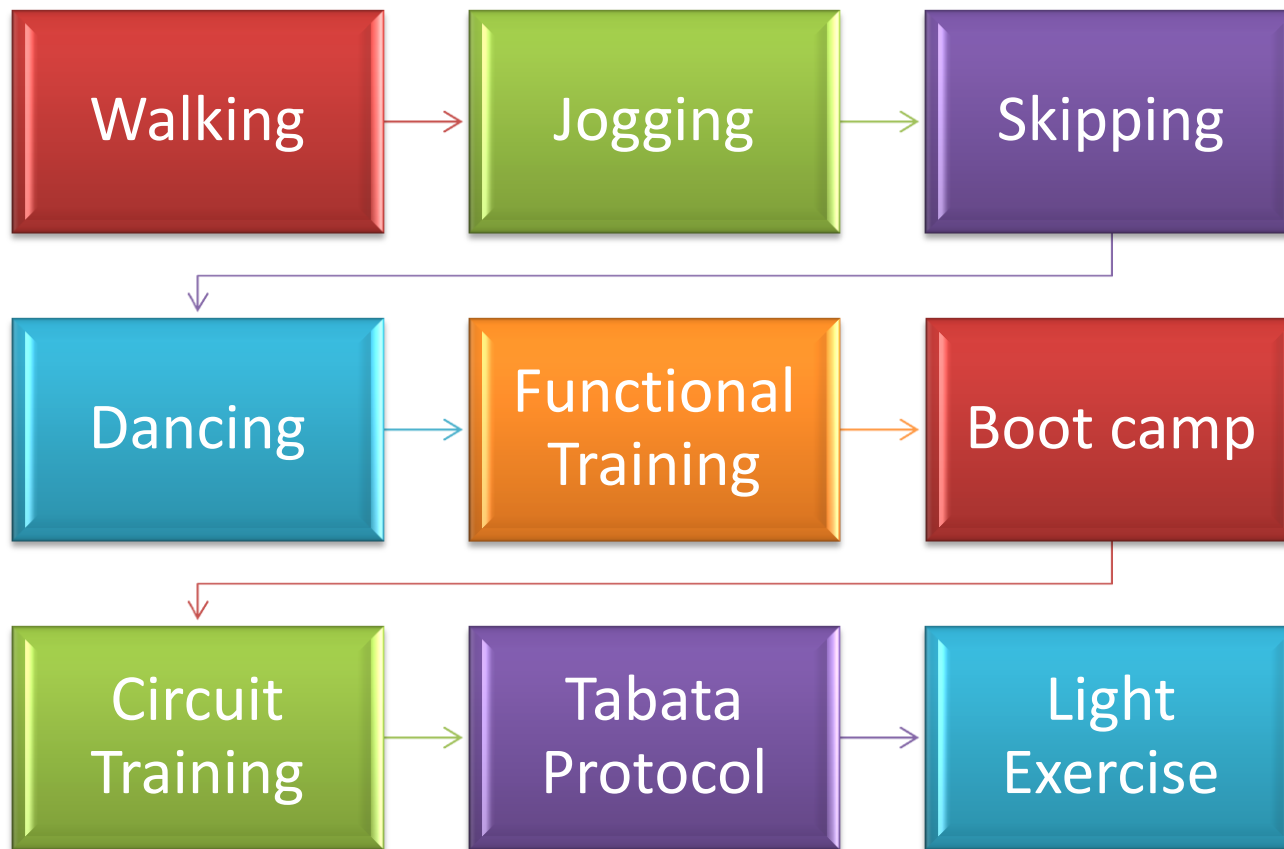 Walking
Jogging
Skipping
Dancing
Functional
Training
Boot camp
Circuit
Training
Tabata
Protocol
Light
Exercise